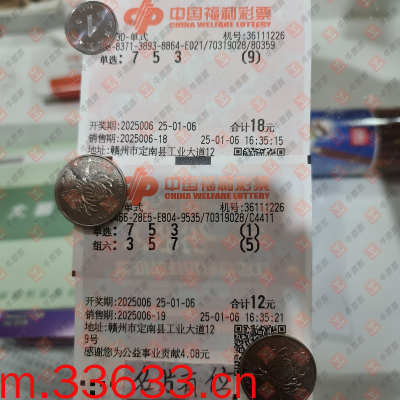 中国福利彩票
CHINA WELFARE LOTTERY
3D-单式 机号:36111226
-8371-3893-8864-E021/70319028/80359
单选: 7 5 3 (9)
开奖期:2025006 25-01-06 合计18元
销售期:2025006-18 25-01-06 16:35:15
地址:赣州市定南县工业大道12
中国福利彩票
CHINA WELFARE LOTTERY
单式 机号:36111226
466-28E5-E804-9535/70319028/C4411
单选: 7 5 3 (1)
组六: 3 5 7 (5)
开奖期:2025006 25-01-06 合计12元
销售期:2025006-19 25-01-06 16:35:21
地址:赣州市定南县工业大道12
9号
感谢您为公益事业贡献4.08元
m.33633.cn
位